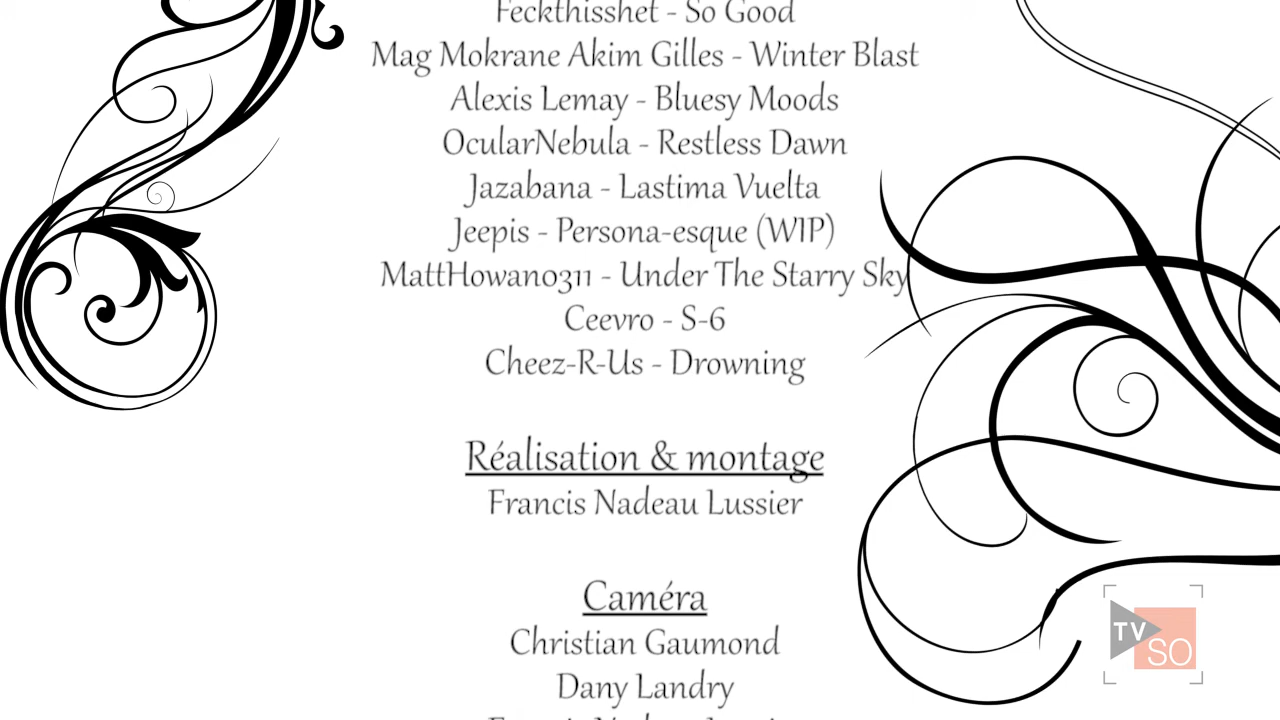 Feckthisshet - So Good
Mag Mokrane Akim Gilles - Winter Blast
Alexis Lemay - Bluesy Moods
OcularNebula - Restless Dawn
Jazabana - Lastima Vuelta
Jeepis - Persona-esque (WIP)
MattHowano311 - Under The Starry Sky
Ceevro - S-6
Cheez-R-Us - Drowning
Réalisation & montage
Francis Nadeau Lussier
Caméra
Christian Gaumond
Dany Landry
TV
SO